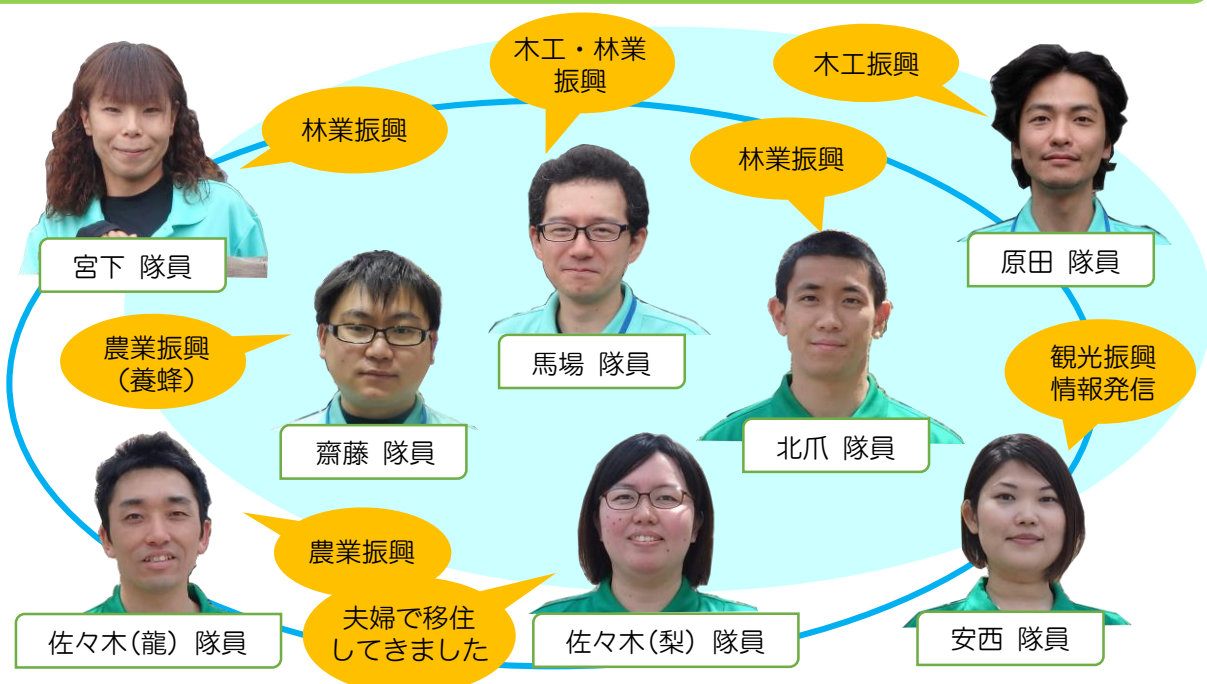 木工・林業
振興
木工振興
林業振興
林業振興
宮下 隊員
原田 隊員
農業振興
(養蜂)
馬場 隊員
観光振興
情報発信
齋藤 隊員
北爪 隊員
農業振興
夫婦で移住
してきました
佐々木(龍) 隊員
佐々木(梨) 隊員
安西 隊員